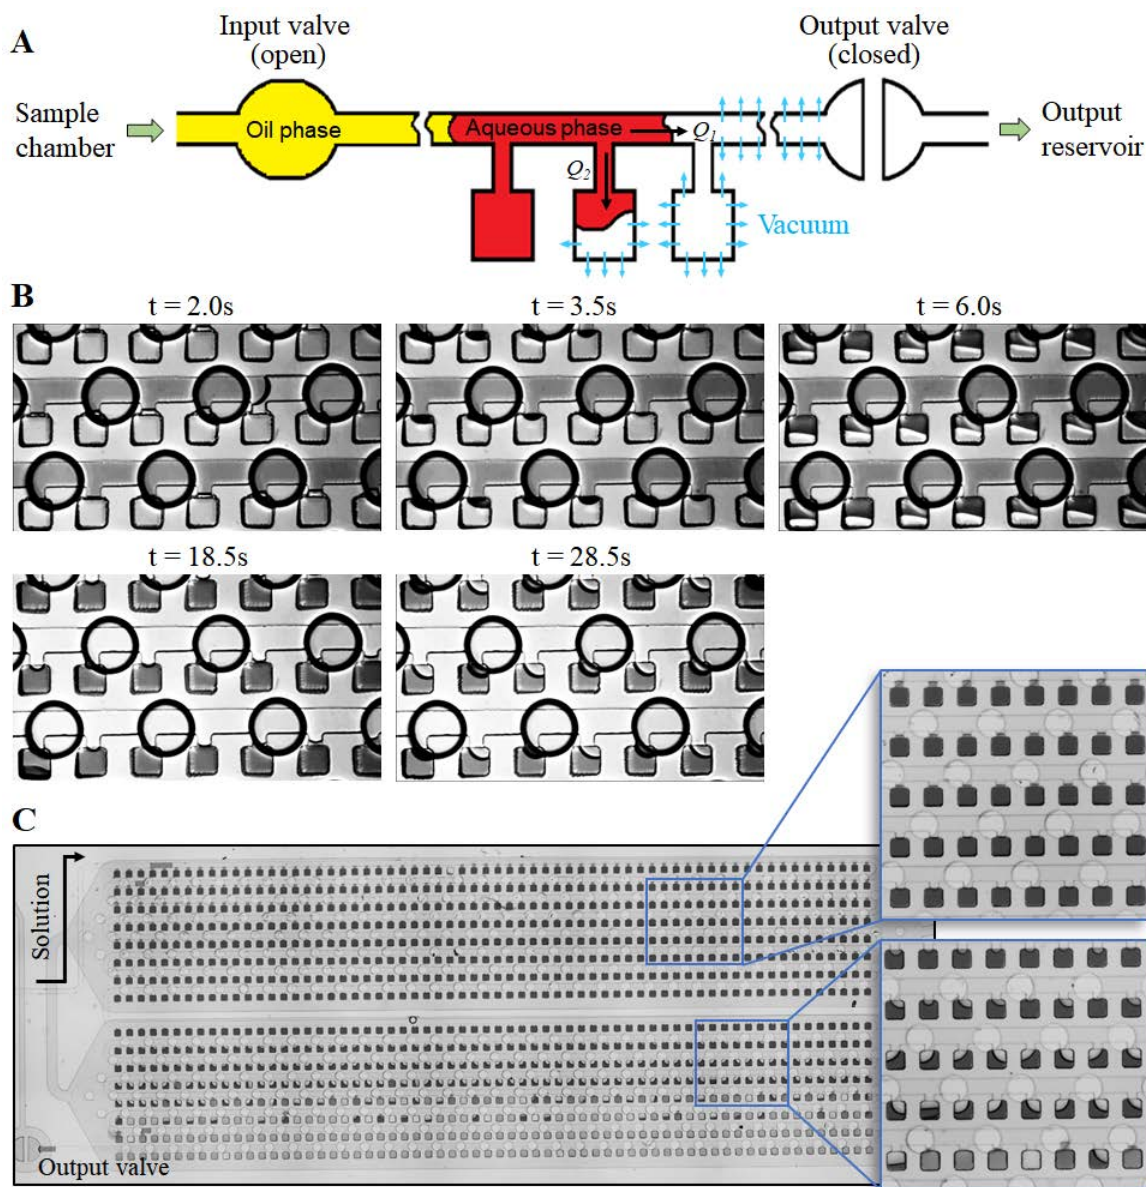 A
Input valve
(open)
Output valve
(closed)
Sample
chamber
Oil phase
Aqueous phase
Q1
Q2
Output
reservoir
Vacuum
B
t = 2.0s
t = 3.5s
t = 6.0s
t = 18.5s
t = 28.5s
C
Solution
Output valve